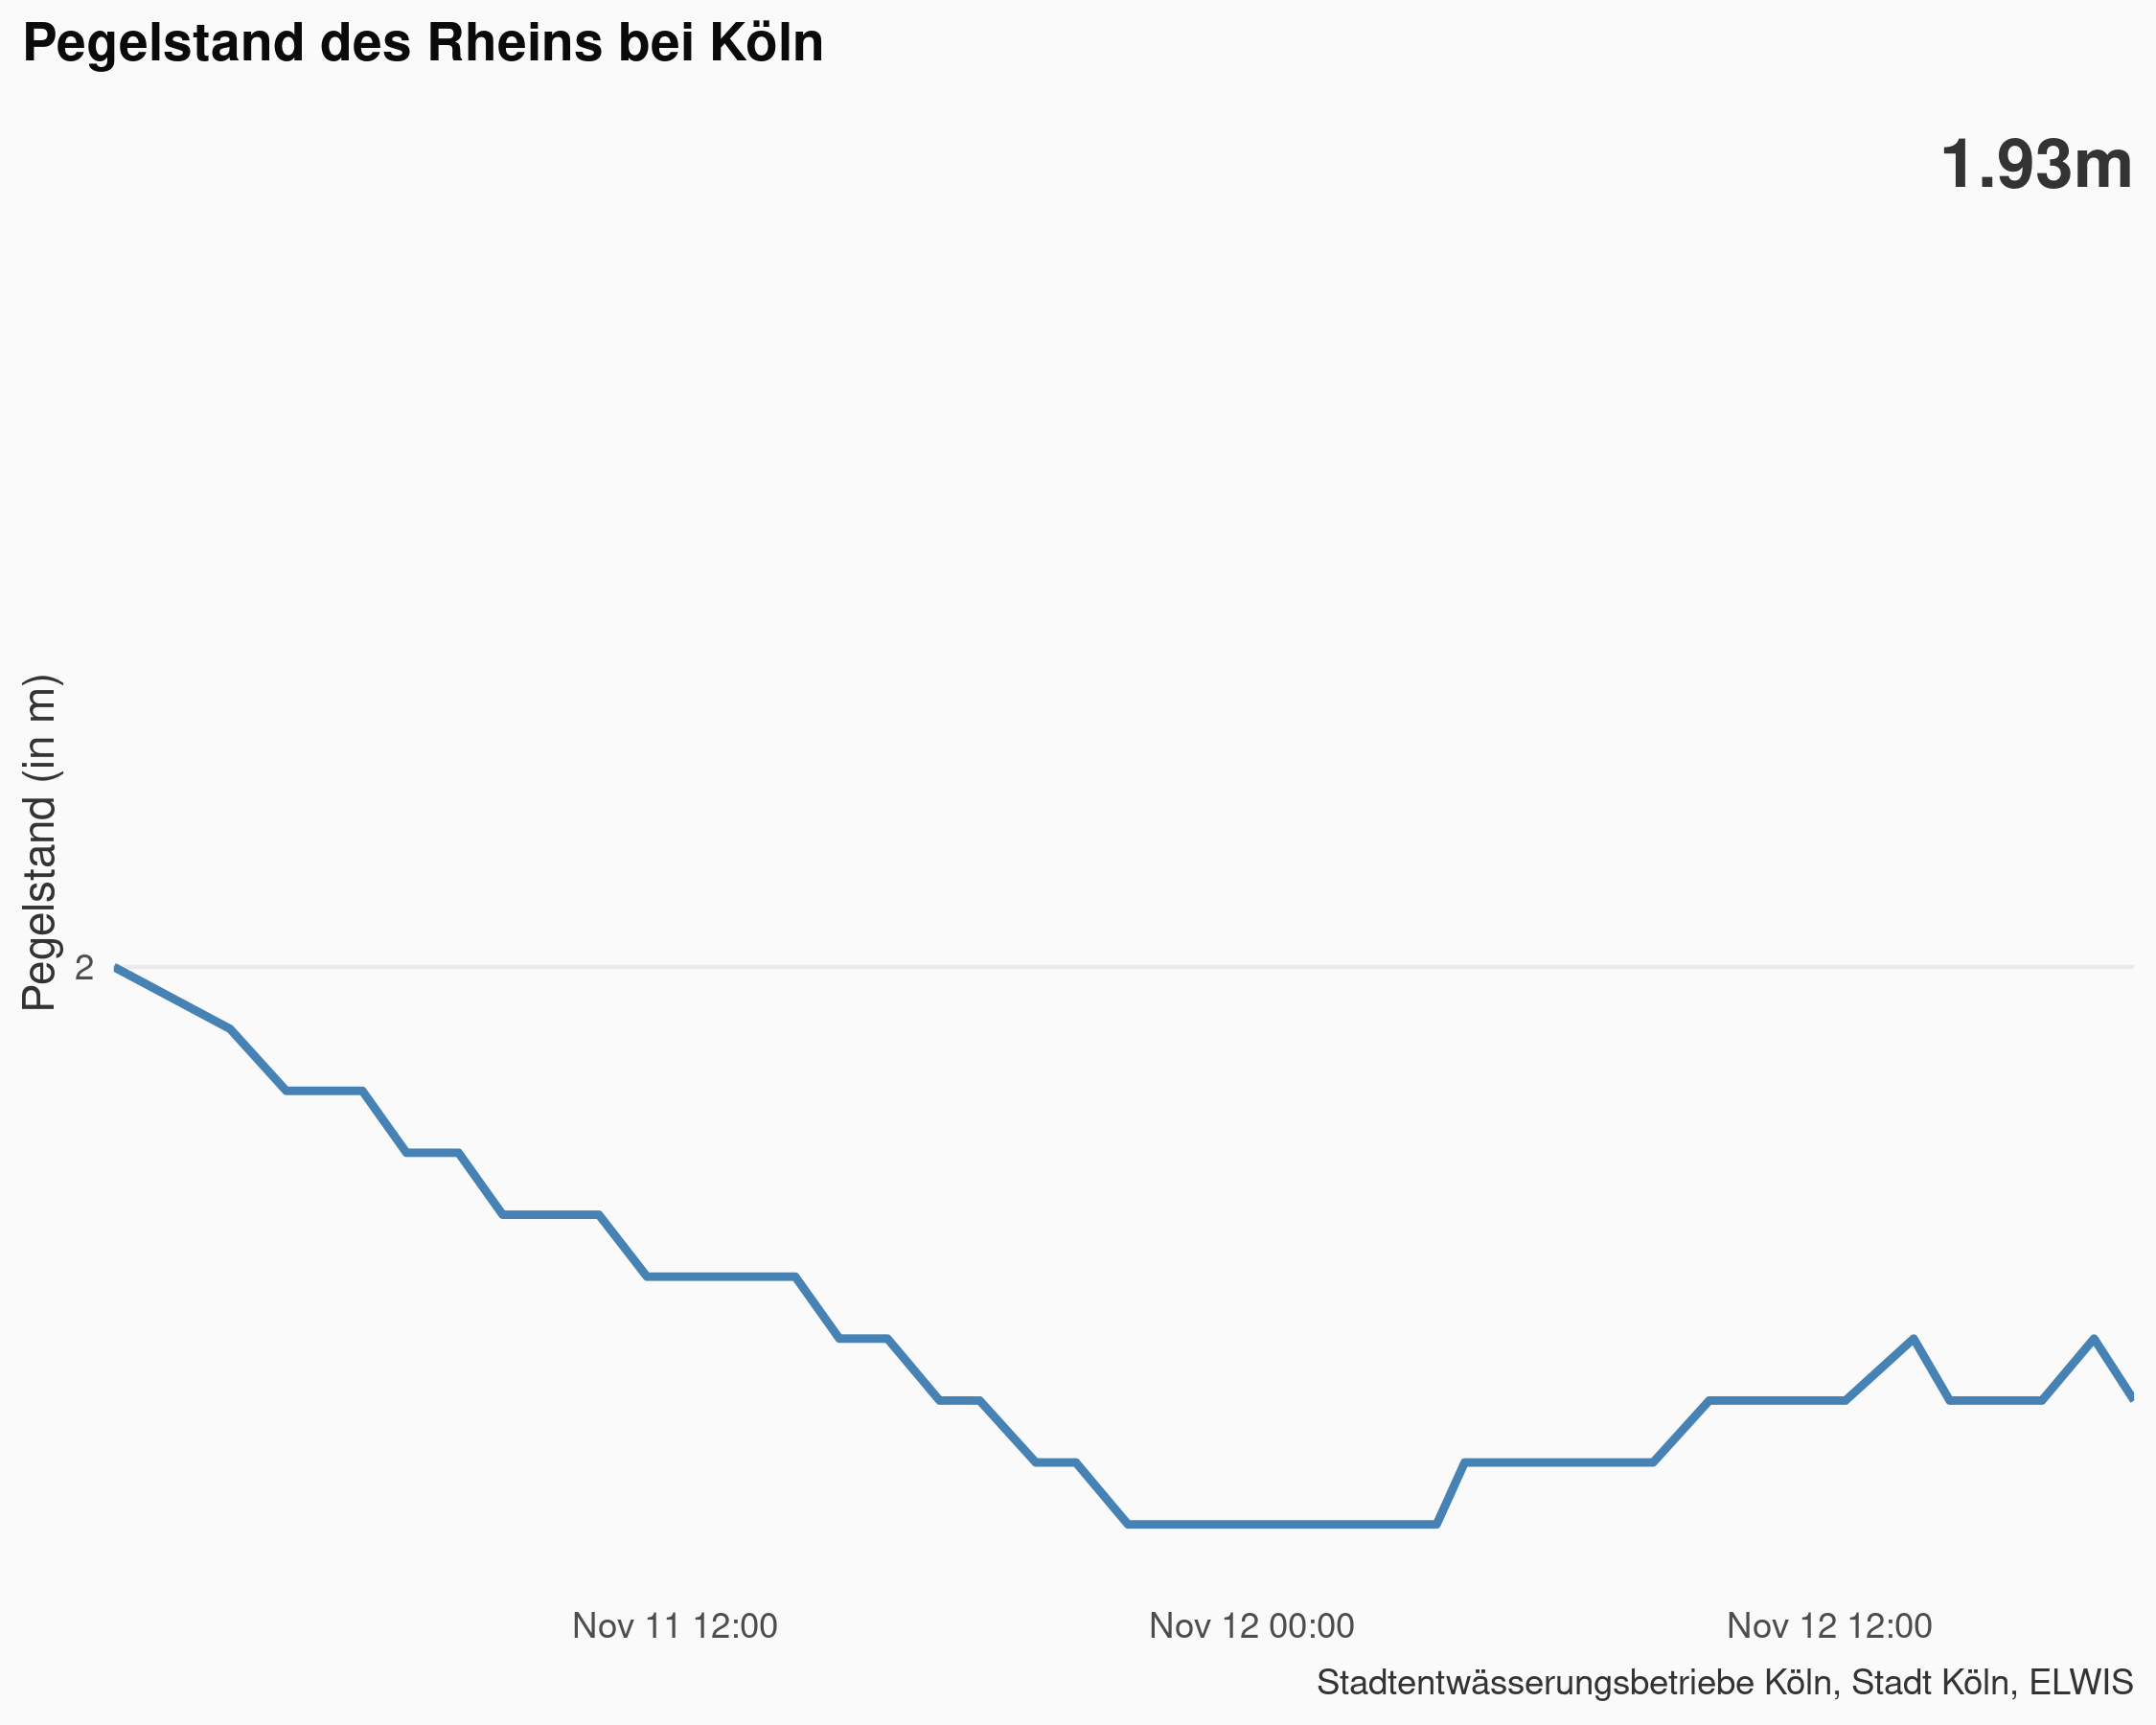 Pegelstand des Rheins bei Köln
1.93m
Pegelstand (in m)
2
Nov 11 12:00
Nov 12 00:00
Nov 12 12:00
Stadtentwässerungsbetriebe Köln, Stadt Köln, ELWIS